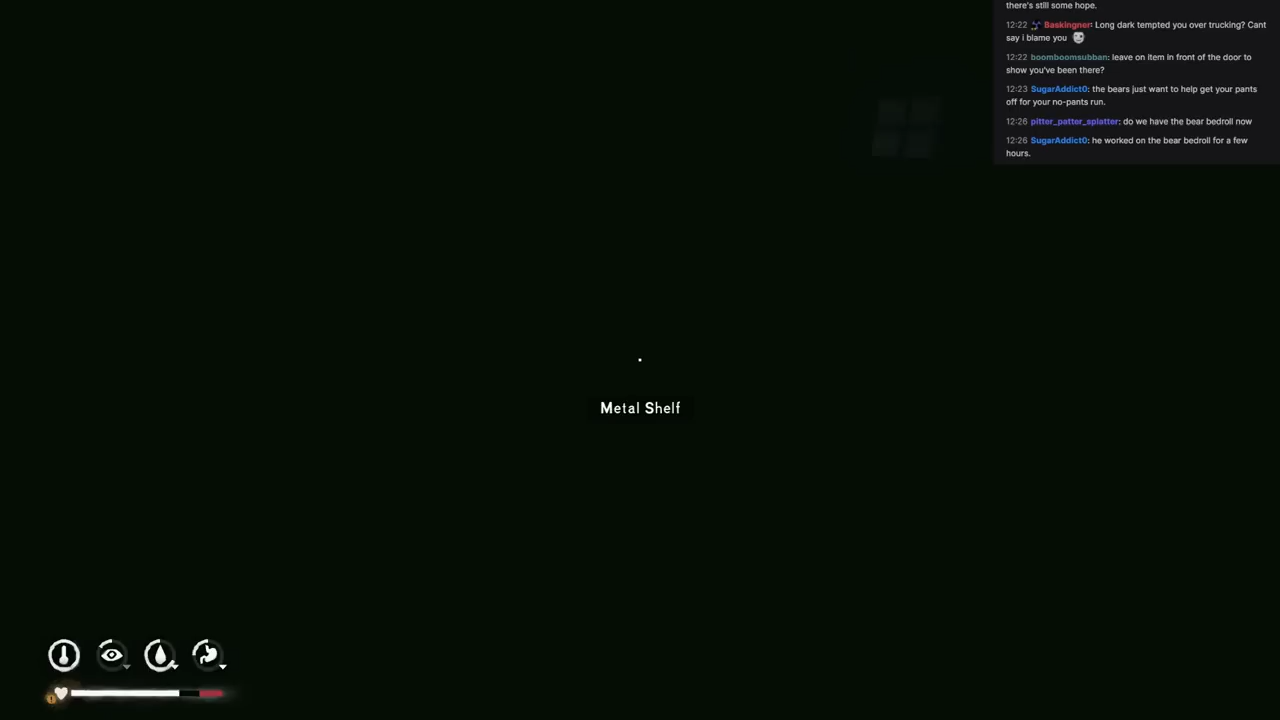 there's still some hope.
12:22 Baskingner: Long dark tempted you over trucking? Cant
say i blame you
12:22 boomboomsubban: leave on item in front of the door to
show you've been there?
12:23 SugarAddict0: the bears just want to help get your pants
off for your no-pants run.
12:26 pitter_patter_splatter: do we have the bear bedroll now
12:26 SugarAddict0: he worked on the bear bedroll for a few
hours.
Metal Shelf